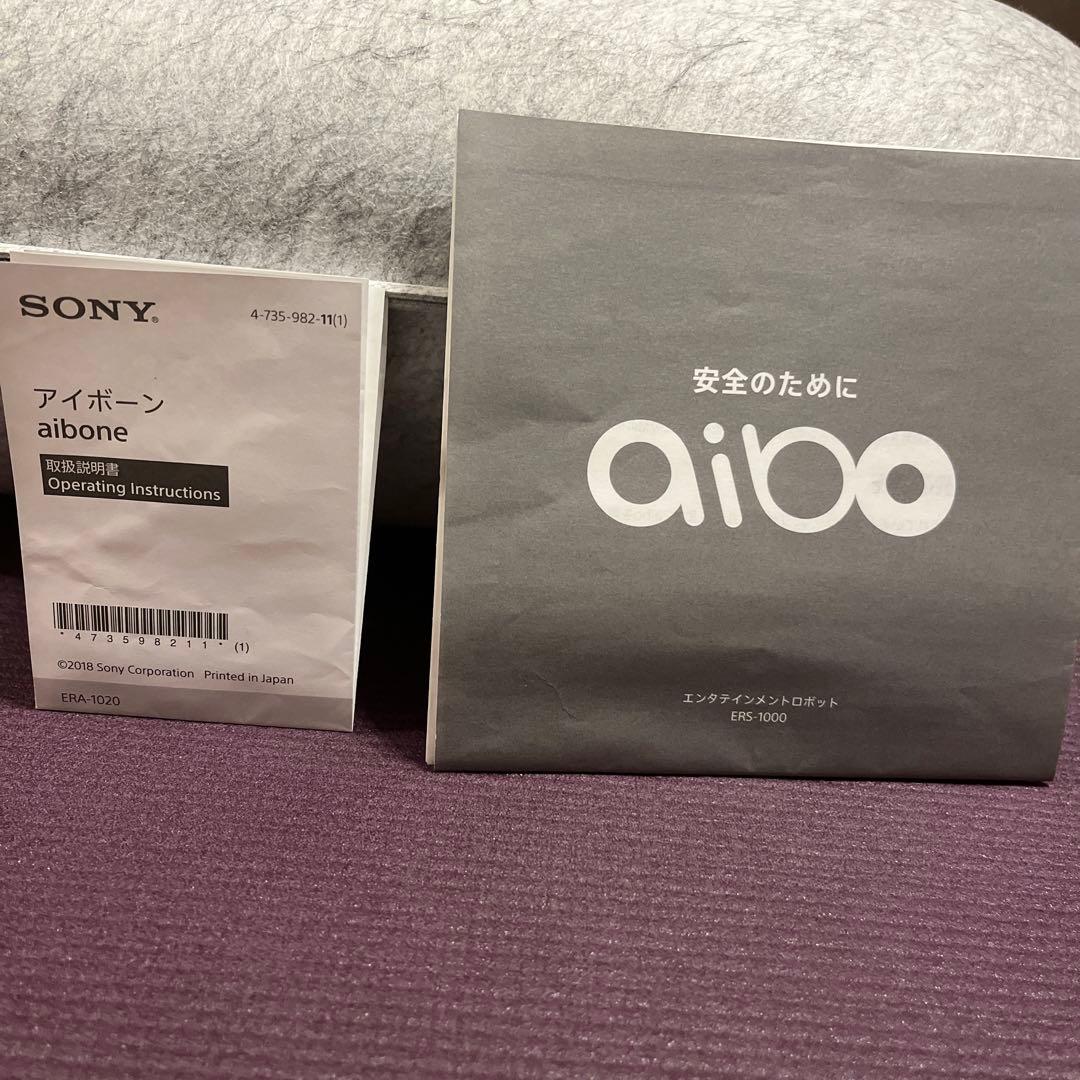 SONY®
4-735-982-11(1)
アイボーン
aibone
取扱説明書
Operating Instructions
*473598211* (1)
©2018 Sony Corporation Printed in Japan
ERA-1020
安全のために
aibo
エンタテインメントロボット
ERS-1000